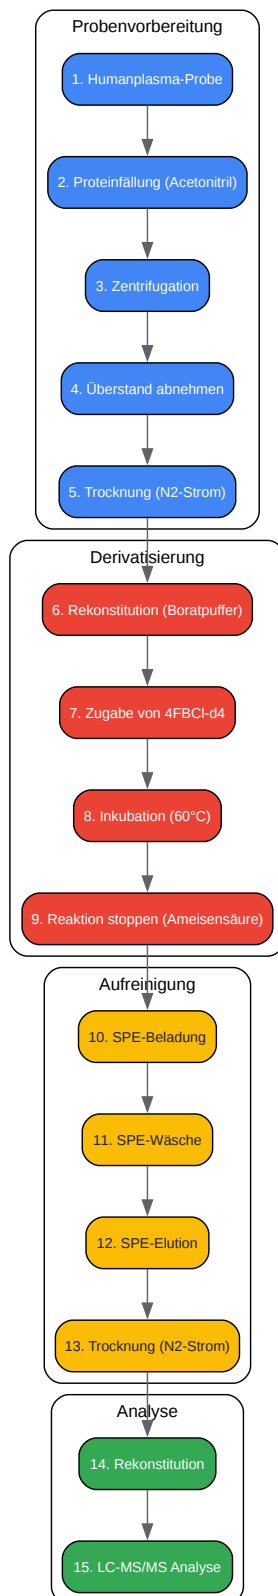 Probenvorbereitung
1. Humanplasma-Probe
2. Proteinfällung (Acetonitril)
3. Zentrifugation
4. Überstand abnehmen
5. Trocknung (N2-Strom)
Derivatisierung
6. Rekonstitution (Boratpuffer)
7. Zugabe von 4FBCl-d4
8. Inkubation (60°C)
9. Reaktion stoppen (Ameisensäure)
Aufreinigung
10. SPE-Beladung
11. SPE-Wäsche
12. SPE-Elution
13. Trocknung (N2-Strom)
Analyse
14. Rekonstitution
15. LC-MS/MS Analyse